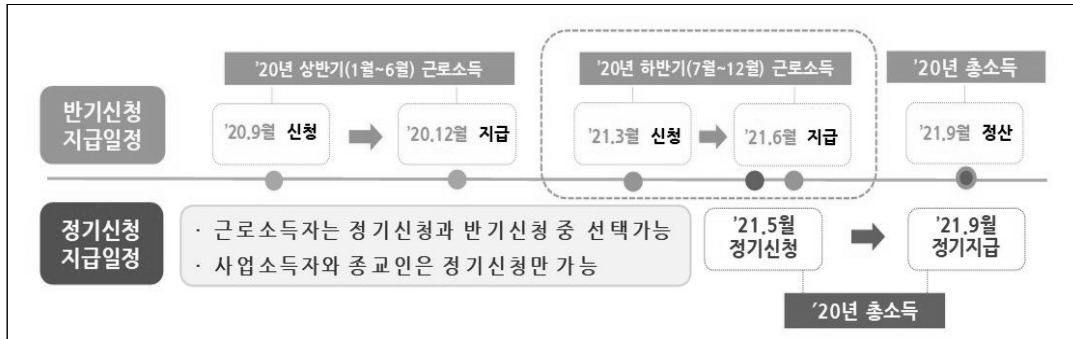 '20년 상반기(1월~6월) 근로소득
'20년 하반기(7월~12월) 근로소득
'20년 총소득
반기신청
지급일정
'20.9월 신청
'20.12월 지급
'21.3월 신청
'21.6월 지급
'21.9월 정산
정기신청
지급일정
· 근로소득자는 정기신청과 반기신청 중 선택가능
· 사업소득자와 종교인은 정기신청만 가능
'21.5월
정기신청
'21.9월
정기지급
'20년 총소득